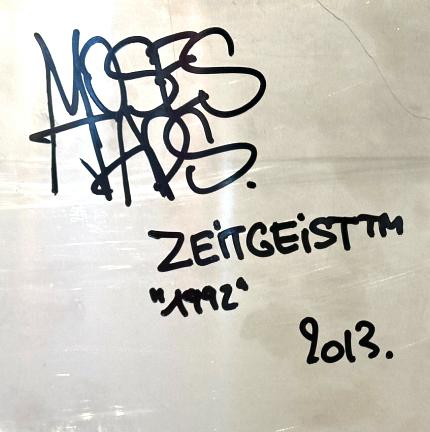 MOSES
TAPS.
ZEiTGEiST™
"1992"
2013.